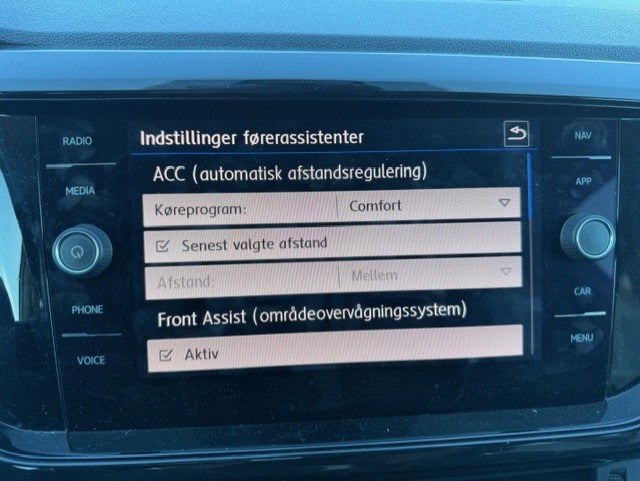 RADIO
MEDIA
PHONE
VOICE
Indstillinger førerassistenter
ACC (automatisk afstandsregulering)
Køreprogram: Comfort
Senest valgte afstand
Afstand: Mellem
Front Assist (områdeovervågningssystem)
Aktiv
NAV
APP
CAR
MENU